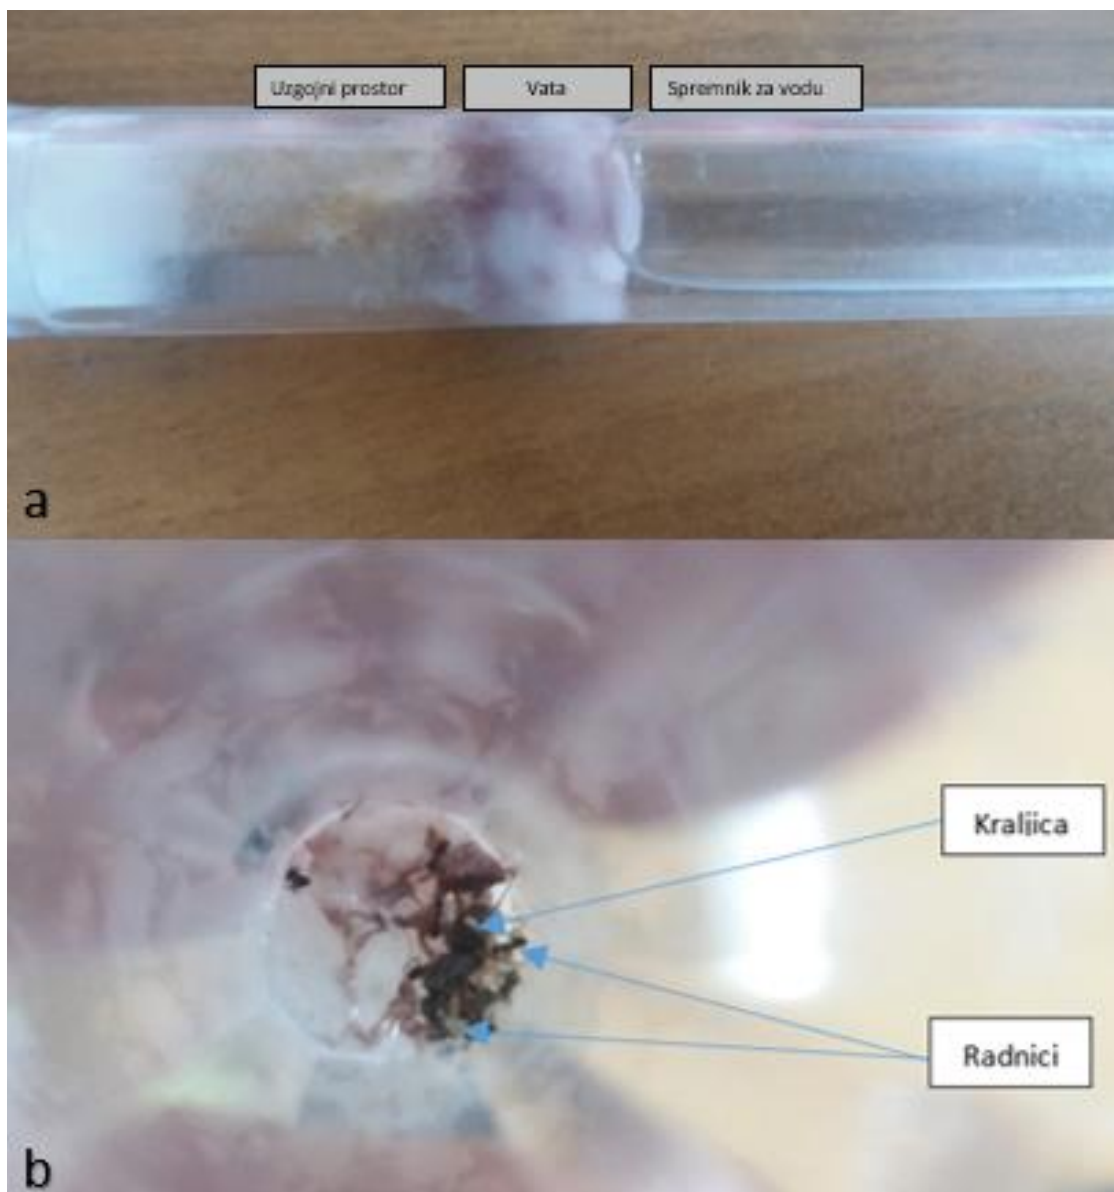 Uzgojni prostor
Vata
Spremnik za vodu
a
Kraljica
Radnici
b